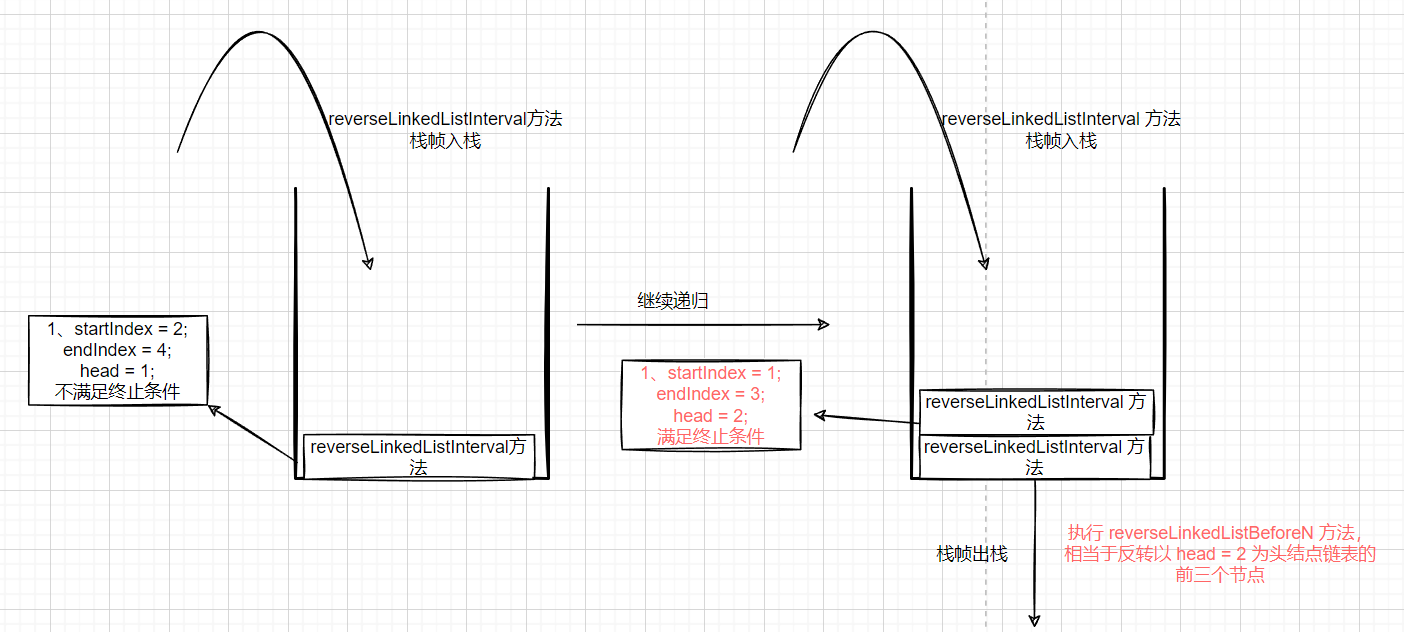 reverseLinkedListInterval方法
栈帧入栈
reverseLinkedListInterval 方法
栈帧入栈
继续递归
1、startIndex = 2;
endIndex = 4;
head = 1;
不满足终止条件
1、startIndex = 1;
endIndex = 3;
head = 2;
满足终止条件
reverseLinkedListInterval方
法
reverseLinkedListInterval 方
法
reverseLinkedListInterval 方
法
栈帧出栈
执行 reverseLinkedListBeforeN 方法，
相当于反转以 head = 2 为头结点链表的
前三个节点